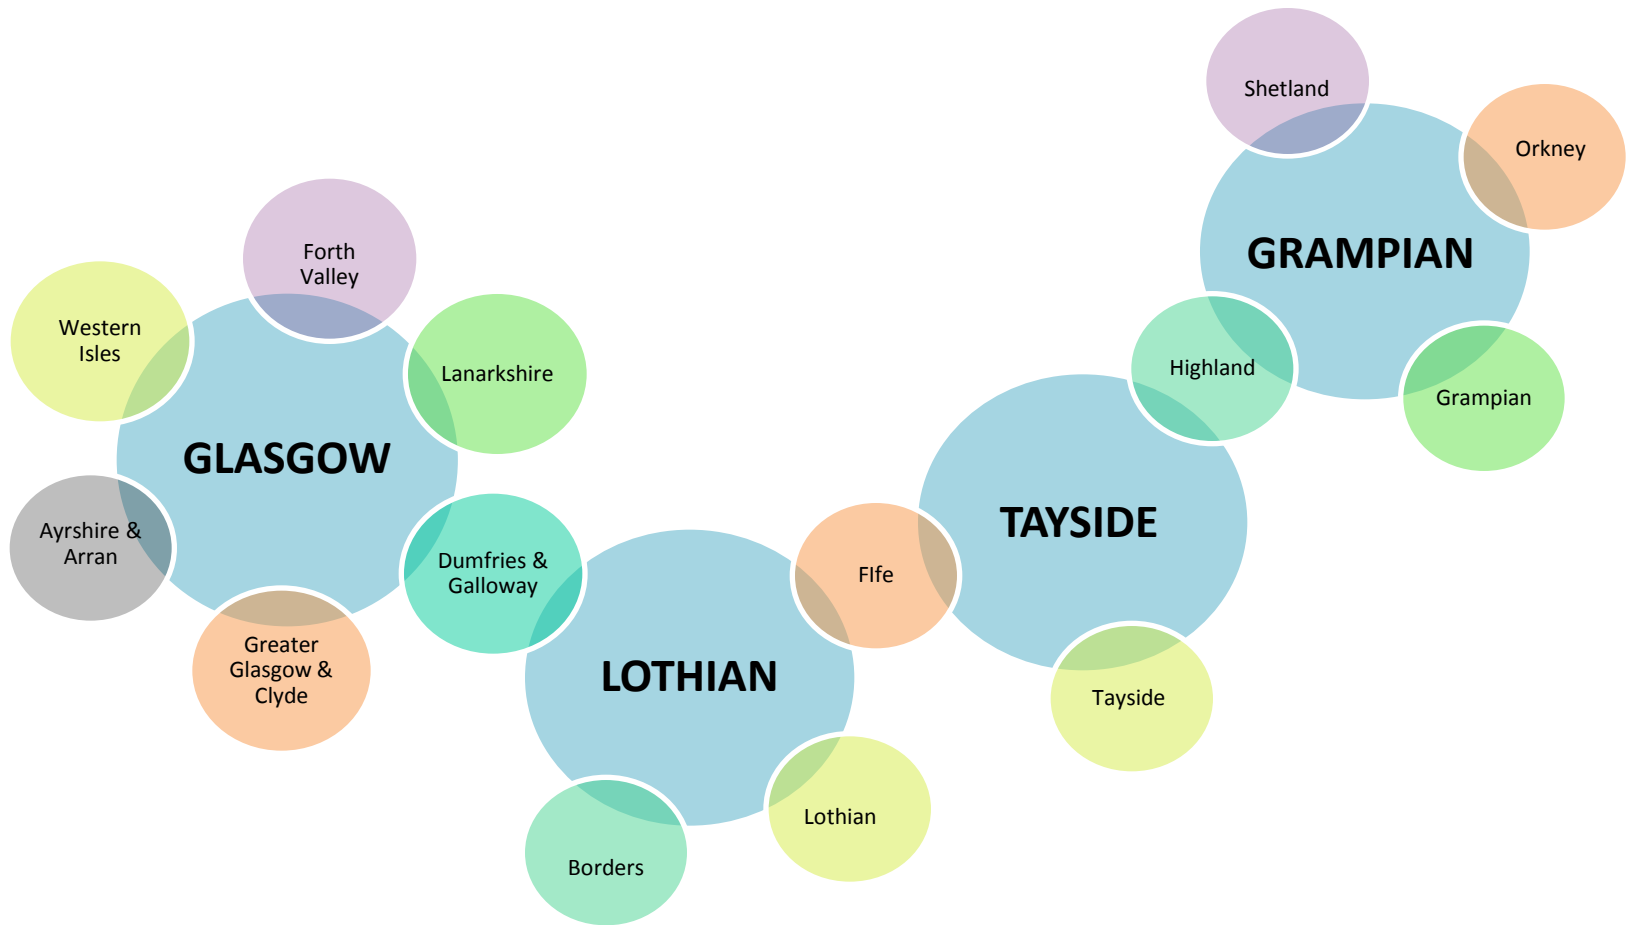 Shetland
Orkney
GRAMPIAN
Forth
Valley
Western
Isles
Lanarkshire
Highland
Grampian
GLASGOW
Ayrshire &
Arran
Dumfries &
Galloway
FIfe
TAYSIDE
Greater
Glasgow &
Clyde
LOTHIAN
Tayside
Lothian
Borders